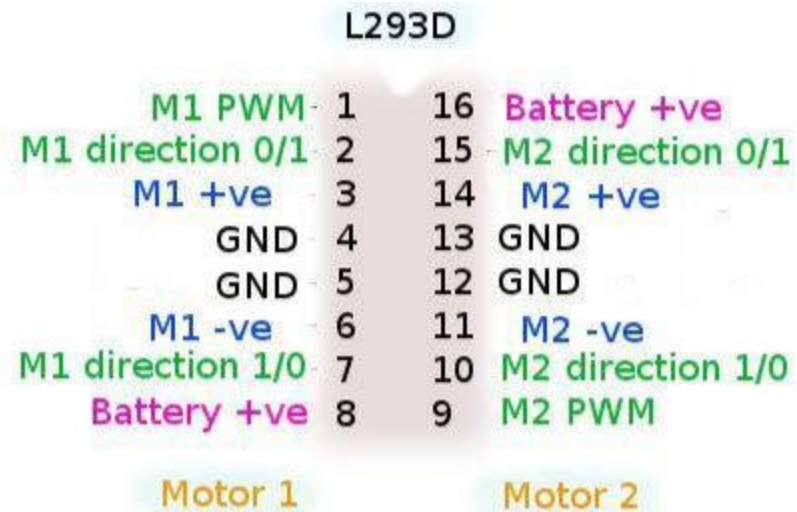 L293D
M1 PWM 1 16 Battery +ve
M1 direction 0/1 2 15 M2 direction 0/1
M1 +ve 3 14 M2 +ve
GND 4 13 GND
GND 5 12 GND
M1 -ve 6 11 M2 -ve
M1 direction 1/0 7 10 M2 direction 1/0
Battery +ve 8 9 M2 PWM
Motor 1 Motor 2